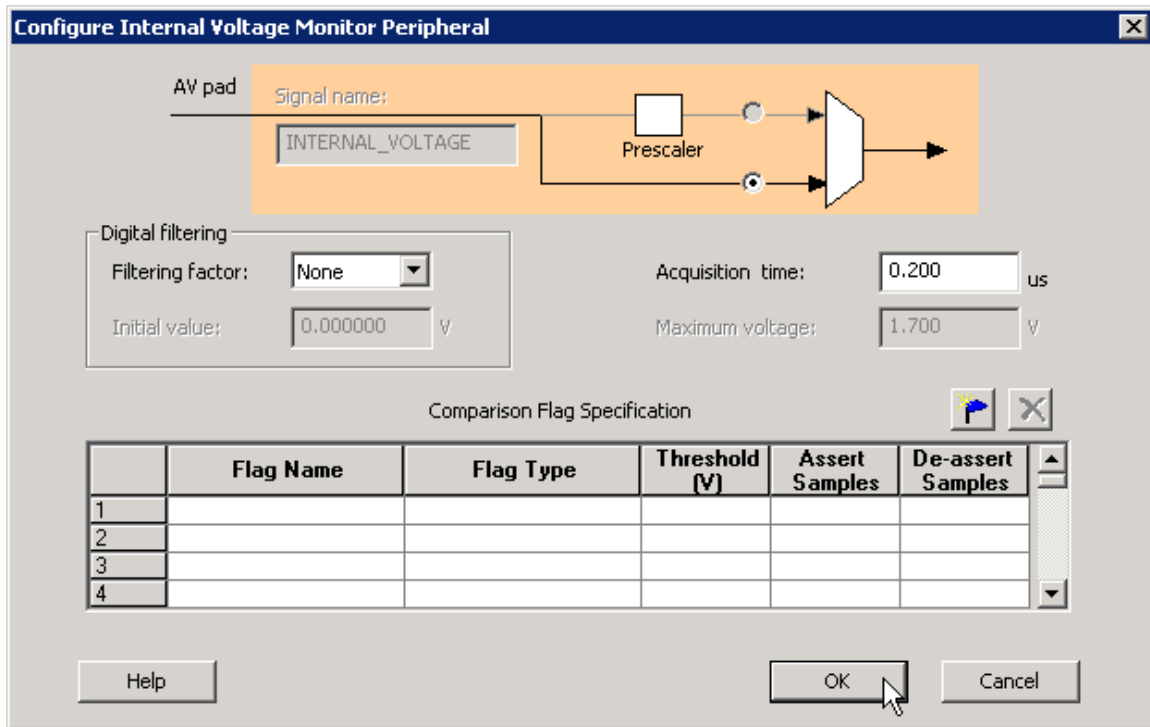 Configure Internal Voltage Monitor Peripheral
AV pad
Signal name:
INTERNAL_VOLTAGE
Prescaler
Digital filtering
Filtering factor: None
Acquisition time: 0.200 us
Initial value: 0.000000 V
Maximum voltage: 1.700 V
Comparison Flag Specification
Flag Name Flag Type Threshold (V) Assert Samples De-assert Samples
1
2
3
4
Help OK Cancel